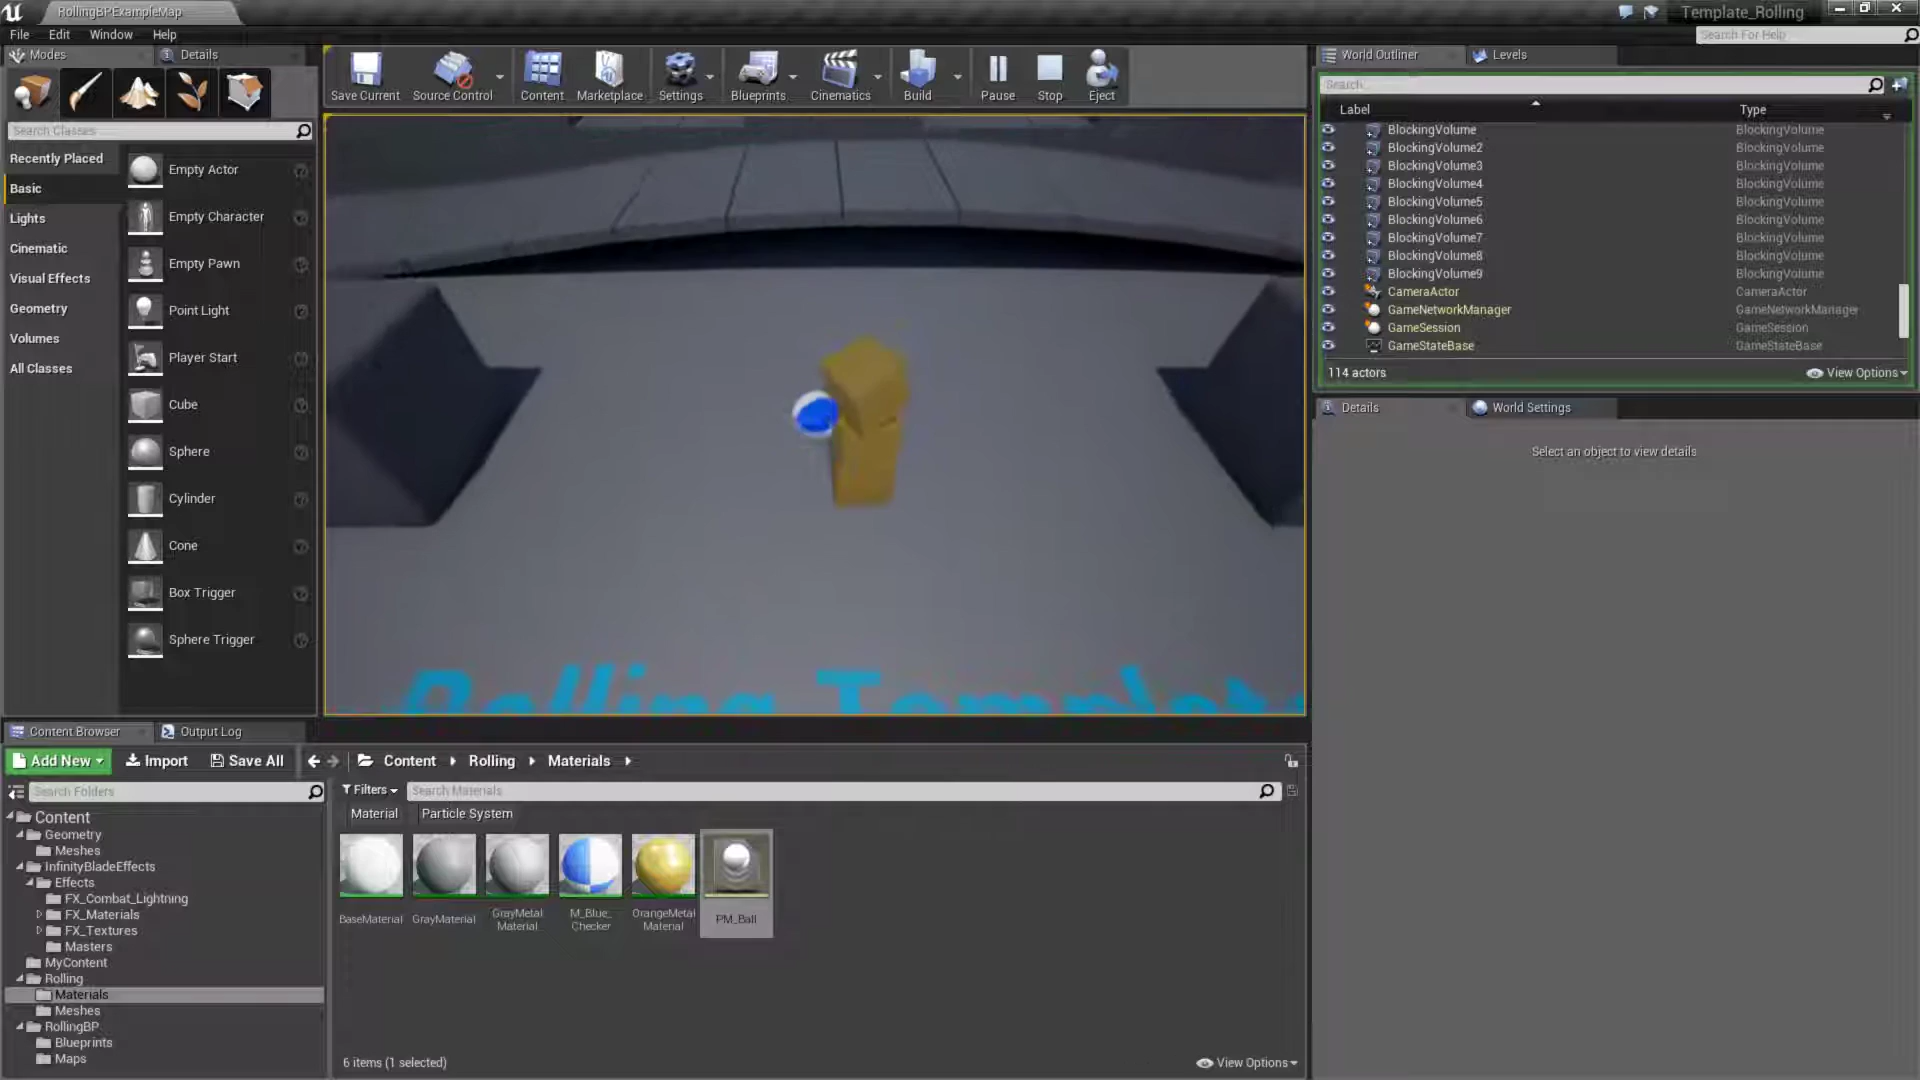 RollingBPExampleMap
Template_Rolling
File Edit Window Help
Search For Help
Modes
Details
Save Current
Source Control
Content
Marketplace
Settings
Blueprints
Cinematics
Build
Pause
Stop
Eject
World Outliner
Levels
Search Classes
Search...
Label
Type
Recently Placed
Basic
Lights
Cinematic
Visual Effects
Geometry
Volumes
All Classes
Empty Actor
Empty Character
Empty Pawn
Point Light
Player Start
Cube
Sphere
Cylinder
Cone
Box Trigger
Sphere Trigger
BlockingVolume BlockingVolume
BlockingVolume2 BlockingVolume
BlockingVolume3 BlockingVolume
BlockingVolume4 BlockingVolume
BlockingVolume5 BlockingVolume
BlockingVolume6 BlockingVolume
BlockingVolume7 BlockingVolume
BlockingVolume8 BlockingVolume
BlockingVolume9 BlockingVolume
CameraActor CameraActor
GameNetworkManager GameNetworkManager
GameSession GameSession
GameStateBase GameStateBase
114 actors
View Options
Details
World Settings
Select an object to view details
Rolling Template
Content Browser
Output Log
Add New
Import
Save All
Content
Rolling
Materials
Search Folders
Filters
Search Materials
Material
Particle System
Content
Geometry
Meshes
InfinityBladeEffects
Effects
FX_Combat_Lightning
FX_Materials
FX_Textures
Masters
MyContent
Rolling
Materials
Meshes
RollingBP
Blueprints
Maps
BaseMaterial
GrayMaterial
GrayMetal
Material
M_Blue_
Checker
OrangeMetal
Material
PM_Ball
6 items (1 selected)
View Options